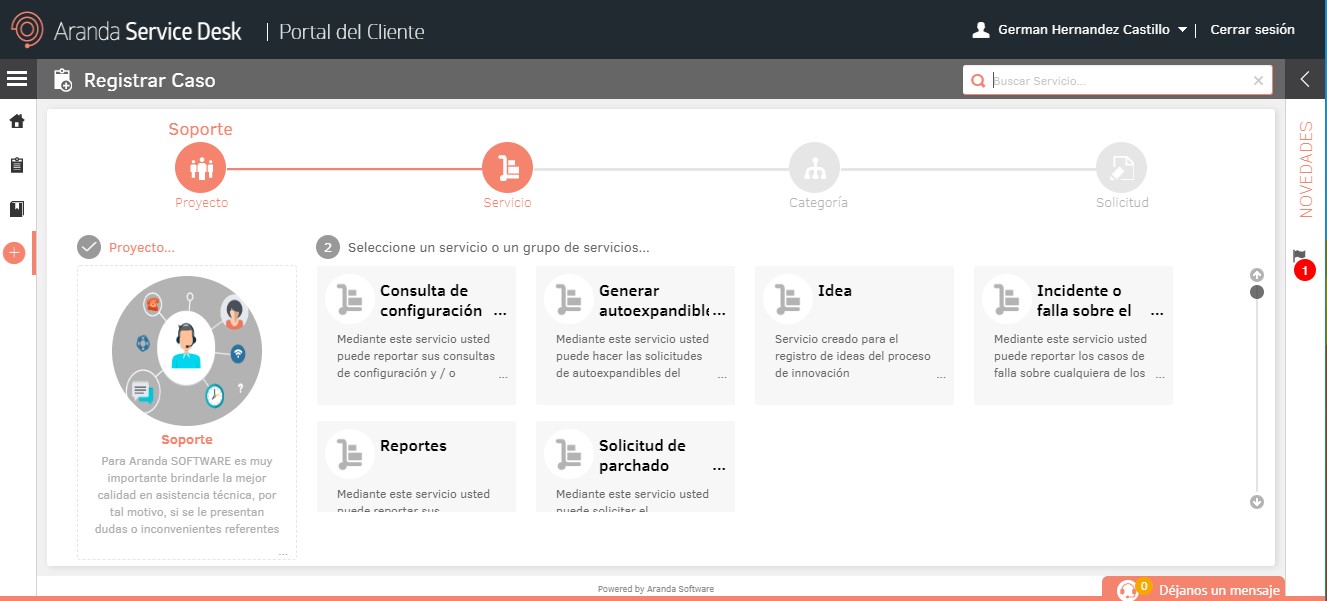 Aranda Service Desk | Portal del Cliente
German Hernandez Castillo | Cerrar sesión
Registrar Caso
Buscar Servicio...
NOVEDADES
1
Soporte
Proyecto
Servicio
Categoría
Solicitud
Proyecto...
2 Seleccione un servicio o un grupo de servicios...
Soporte
Para Aranda SOFTWARE es muy
importante brindarle la mejor
calidad en asistencia técnica, por
tal motivo, si se le presentan
dudas o inconvenientes referentes
...
Consulta de
configuración ...
Mediante este servicio usted
puede reportar sus consultas
de configuración y / o ...
Generar
autoexpandible...
Mediante este servicio usted
puede hacer las solicitudes
de autoexpandibles del ...
Idea
Servicio creado para el
registro de ideas del proceso
de innovación ...
Incidente o
falla sobre el ...
Mediante este servicio usted
puede reportar los casos de
falla sobre cualquiera de los ...
Reportes
Mediante este servicio usted
puede reportar sus
Solicitud de
parchado ...
Mediante este servicio usted
puede solicitar el
Powered by Aranda Software
0 Déjanos un mensaje